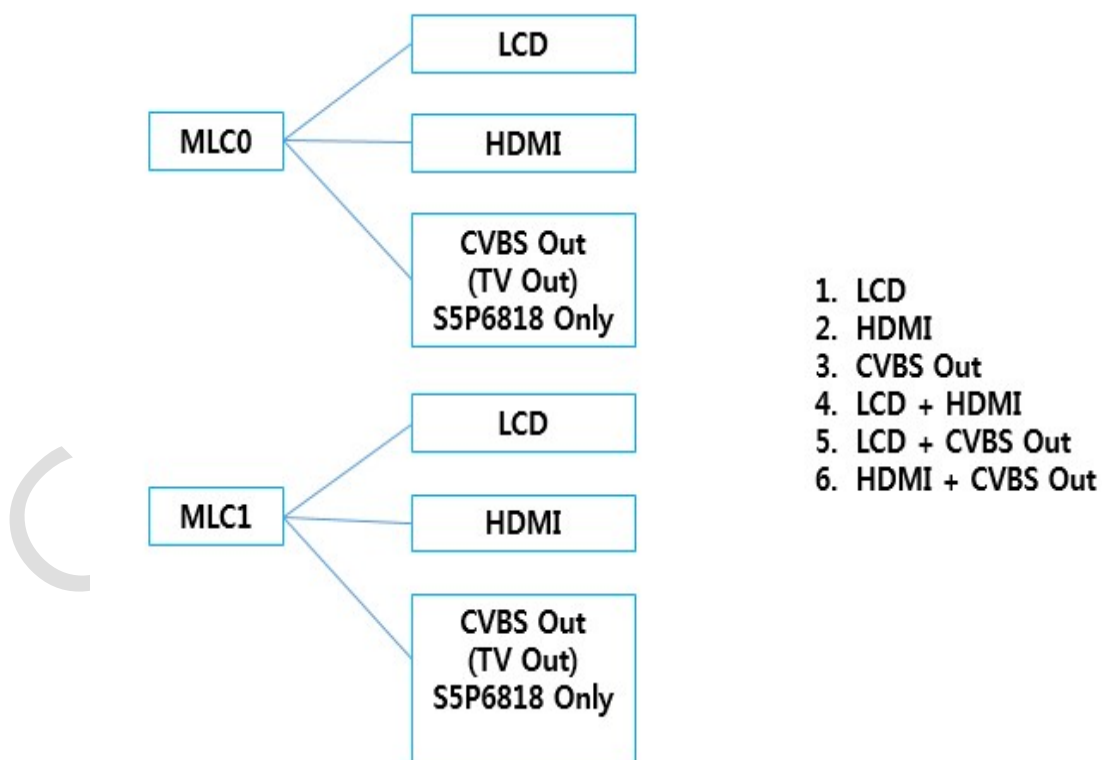 LCD
MLC0
HDMI
CVBS Out
(TV Out)
S5P6818 Only
LCD
MLC1
HDMI
CVBS Out
(TV Out)
S5P6818 Only
1. LCD
2. HDMI
3. CVBS Out
4. LCD + HDMI
5. LCD + CVBS Out
6. HDMI + CVBS Out